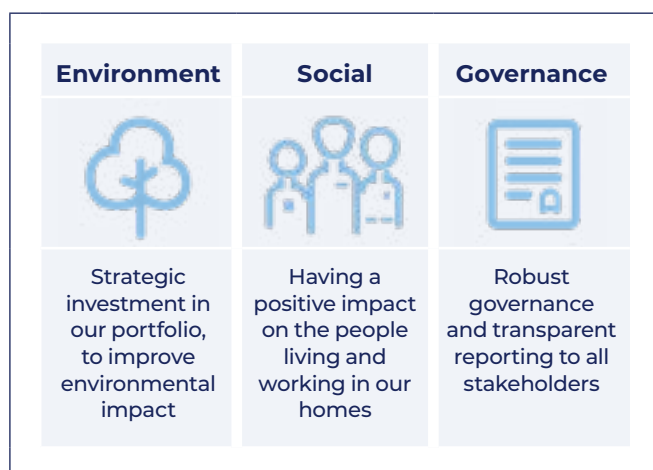 Environment
Social
Governance
Strategic
investment in
our portfolio,
to improve
environmental
impact
Having a
positive impact
on the people
living and
working in our
homes
Robust
governance
and transparent
reporting to all
stakeholders